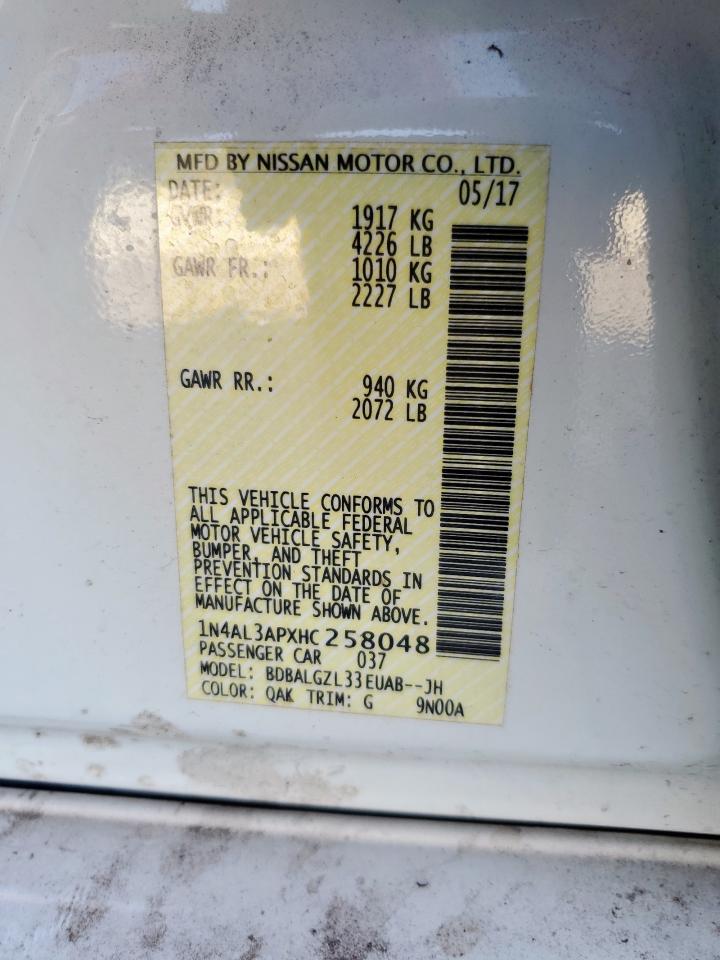 MFD BY NISSAN MOTOR CO., LTD.
DATE: 05/17
GVWR: 1917 KG
4226 LB
GAWR FR.: 1010 KG
2227 LB
GAWR RR.: 940 KG
2072 LB
THIS VEHICLE CONFORMS TO
ALL APPLICABLE FEDERAL
MOTOR VEHICLE SAFETY,
BUMPER, AND THEFT
PREVENTION STANDARDS IN
EFFECT ON THE DATE OF
MANUFACTURE SHOWN ABOVE.
1N4AL3APXHC258048
PASSENGER CAR 037
MODEL: BDBALGZL33EUAB--JH
COLOR: QAK TRIM: G 9N00A